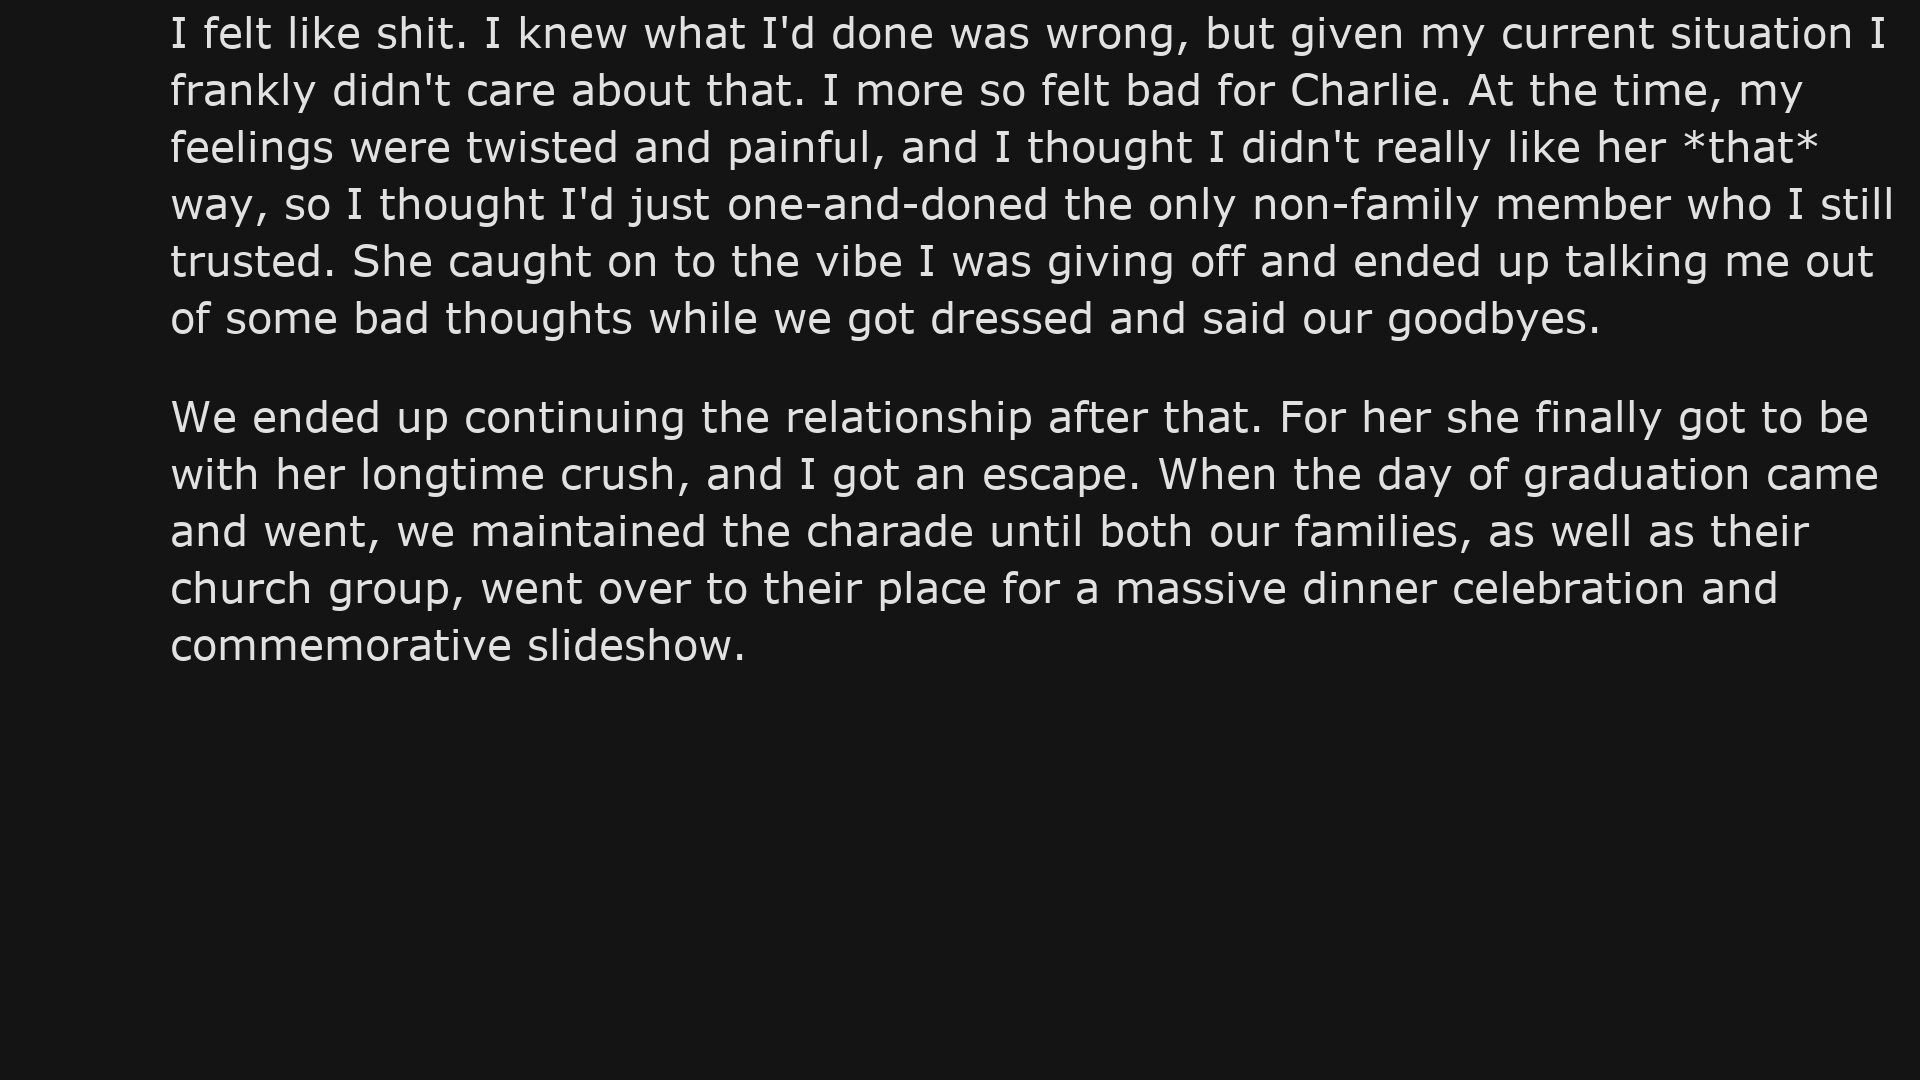 I felt like shit. I knew what I'd done was wrong, but given my current situation I
frankly didn't care about that. I more so felt bad for Charlie. At the time, my
feelings were twisted and painful, and I thought I didn't really like her *that*
way, so I thought I'd just one-and-doned the only non-family member who I still
trusted. She caught on to the vibe I was giving off and ended up talking me out
of some bad thoughts while we got dressed and said our goodbyes.
We ended up continuing the relationship after that. For her she finally got to be
with her longtime crush, and I got an escape. When the day of graduation came
and went, we maintained the charade until both our families, as well as their
church group, went over to their place for a massive dinner celebration and
commemorative slideshow.